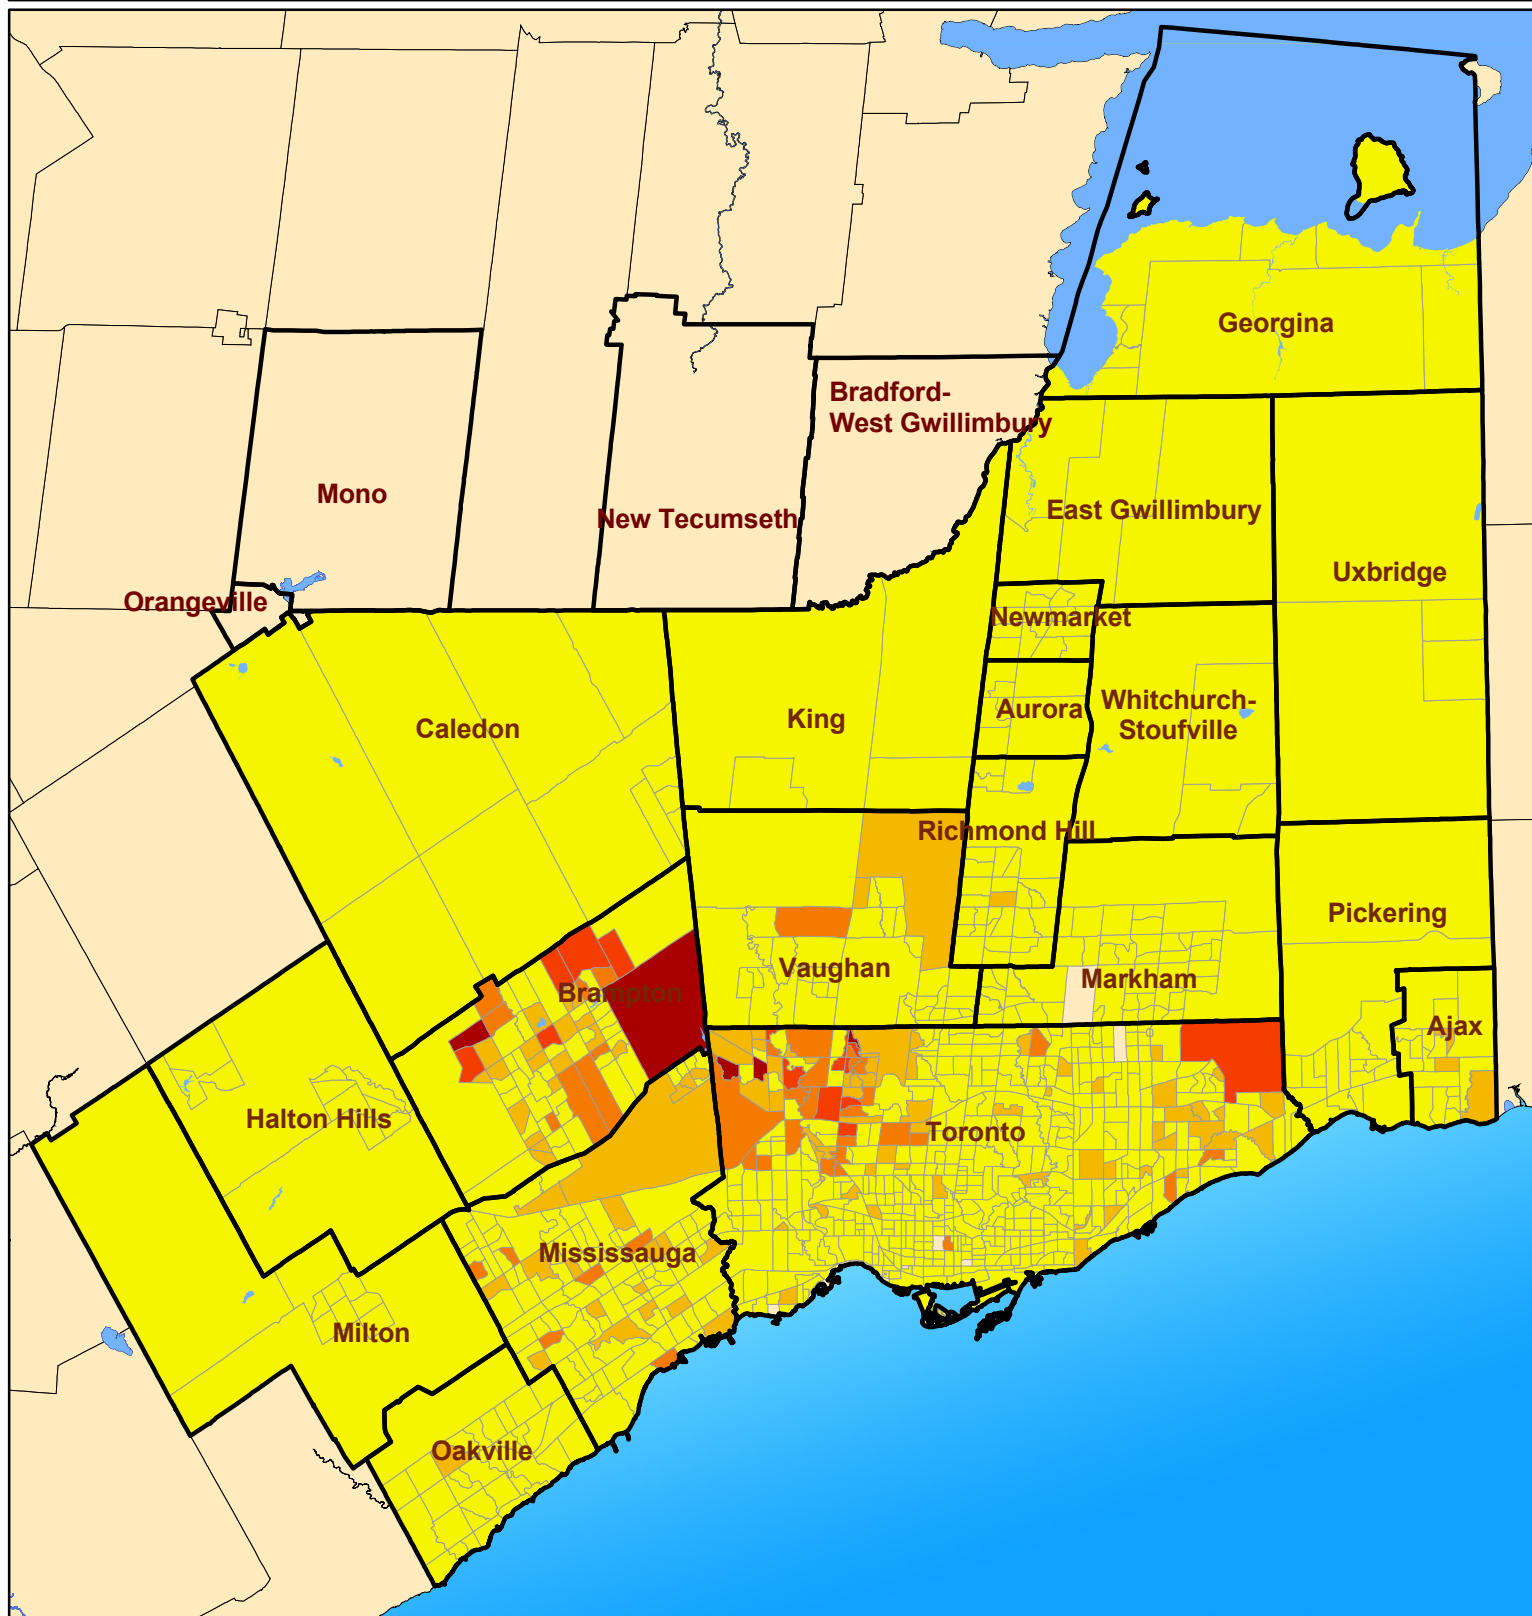 Georgina
Bradford-
West Gwillimbury
Mono
New Tecumseth
East Gwillimbury
Uxbridge
Orangeville
Newmarket
Caledon
King
Aurora
Whitchurch-
Stoufville
Richmond Hill
Pickering
Vaughan
Markham
Brampton
Ajax
Halton Hills
Toronto
Mississauga
Milton
Oakville